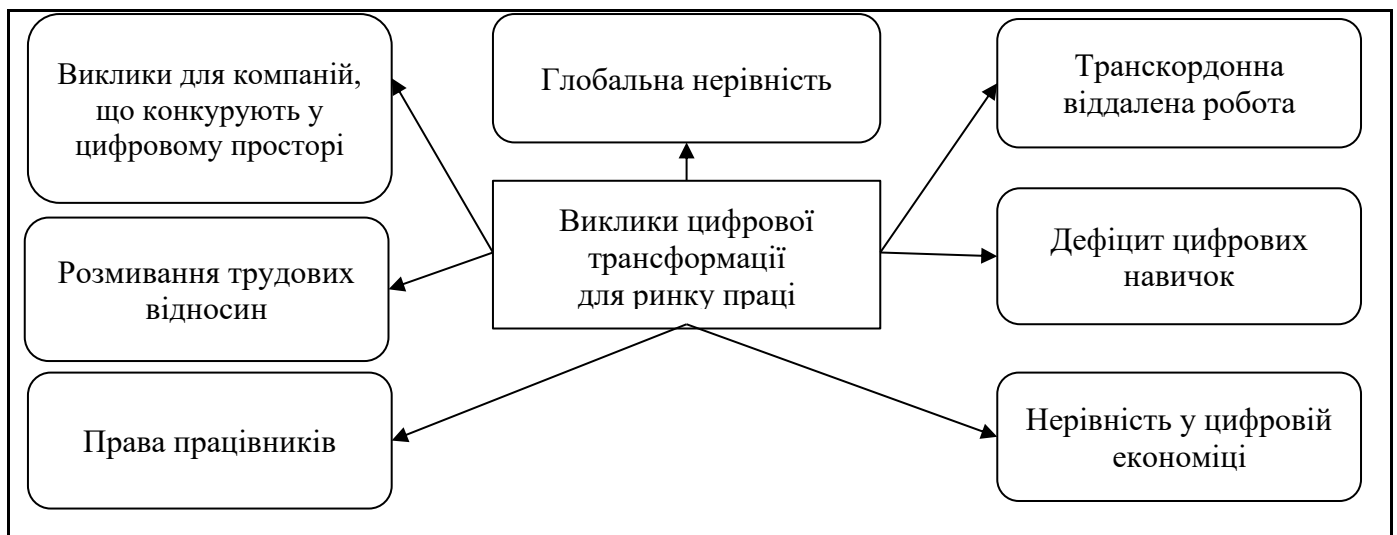 Виклики для компаній,
що конкурують у
цифровому просторі
Глобальна нерівність
Транскордонна
віддалена робота
Виклики цифрової
трансформації
для ринку праці
Розмивання трудових
відносин
Дефіцит цифрових
навичок
Права працівників
Нерівність у цифровій
економіці